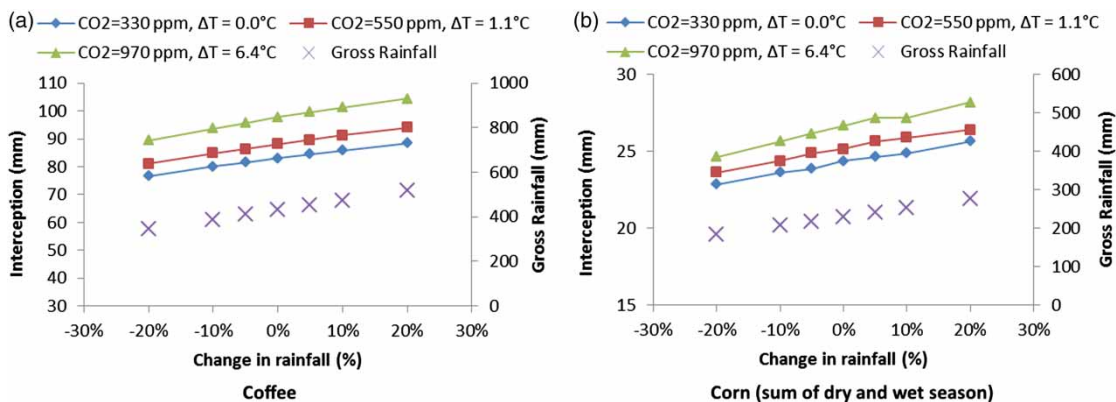 (a)
CO2=330 ppm, ΔT = 0.0°C CO2=550 ppm, ΔT = 1.1°C
CO2=970 ppm, ΔT = 6.4°C Gross Rainfall
Interception (mm)
110
100
90
80
70
60
50
40
30
1000
800
600
400
200
0
Gross Rainfall (mm)
-30% -20% -10% 0% 10% 20% 30%
Change in rainfall (%)
Coffee
(b)
CO2=330 ppm, ΔT = 0.0°C CO2=550 ppm, ΔT = 1.1°C
CO2=970 ppm, ΔT = 6.4°C Gross Rainfall
Interception (mm)
30
25
20
15
600
500
400
300
200
100
0
Gross Rainfall (mm)
-30% -20% -10% 0% 10% 20% 30%
Change in rainfall (%)
Corn (sum of dry and wet season)